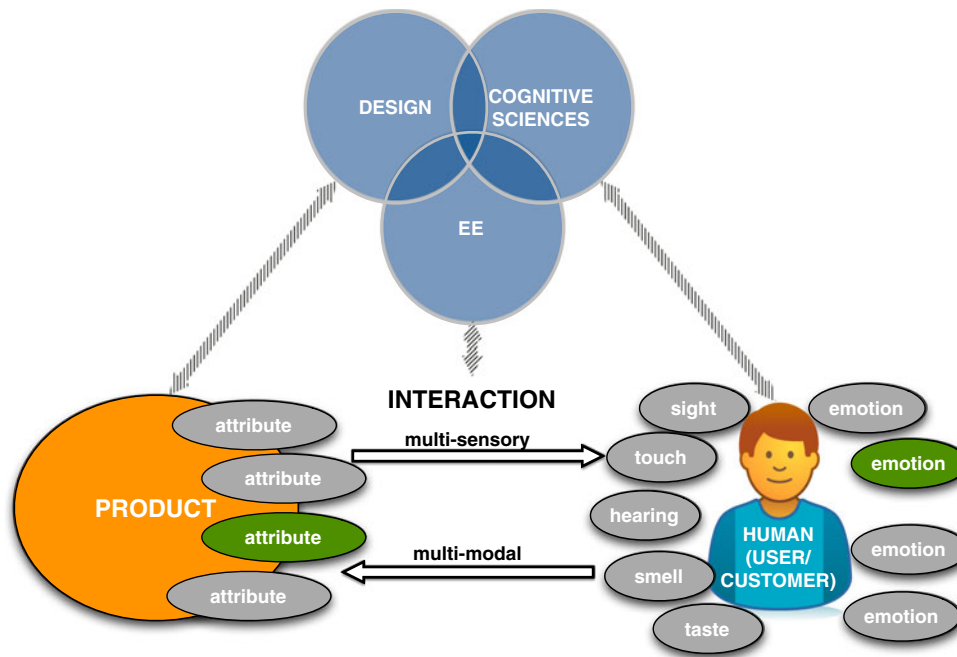 DESIGN
COGNITIVE
SCIENCES
EE
INTERACTION
multi-sensory
multi-modal
PRODUCT
attribute
attribute
attribute
attribute
sight
touch
hearing
smell
taste
HUMAN
(USER/
CUSTOMER)
emotion
emotion
emotion
emotion